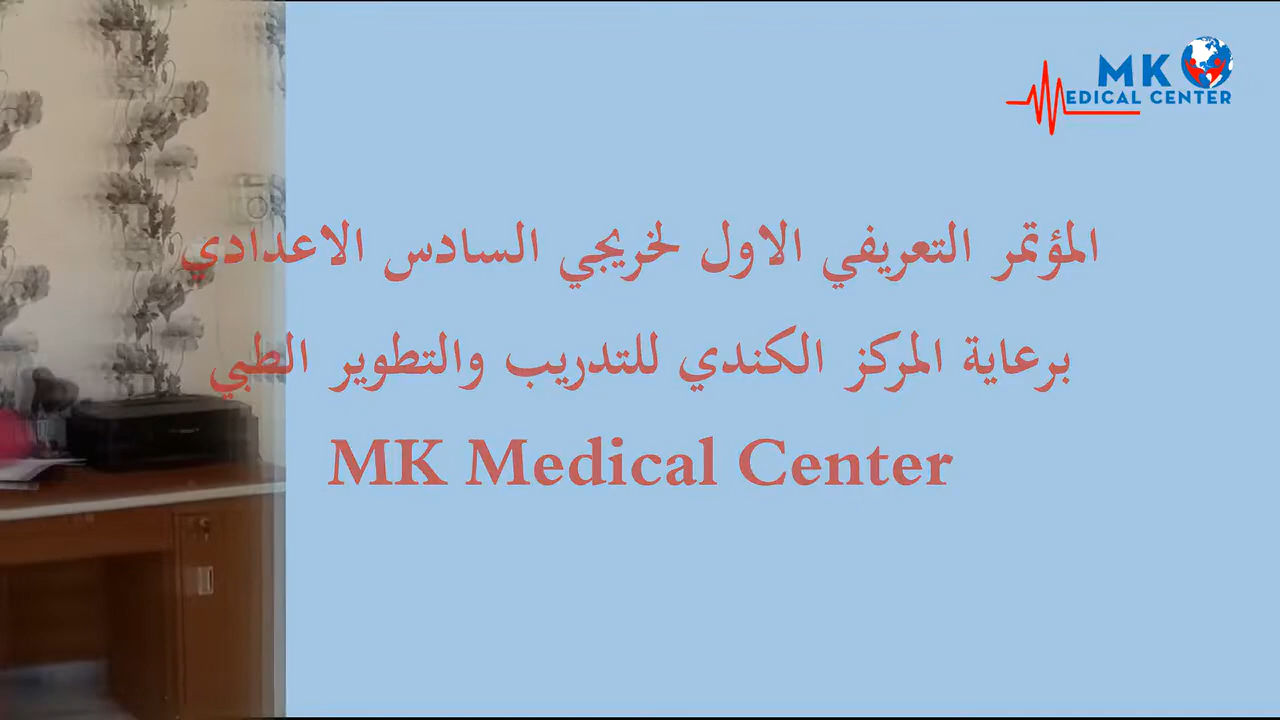 MK
MEDICAL CENTER
المؤتمر التعريفي الاول لخريجي السادس الاعدادي
برعاية المركز الكندي للتدريب والتطوير الطبي
MK Medical Center